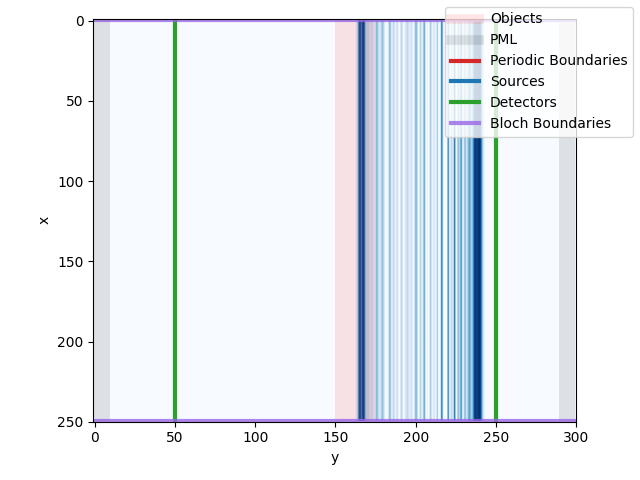 Objects
PML
Periodic Boundaries
Sources
Detectors
Bloch Boundaries
0
50
100
150
200
250
x
0
50
100
150
200
250
300
y